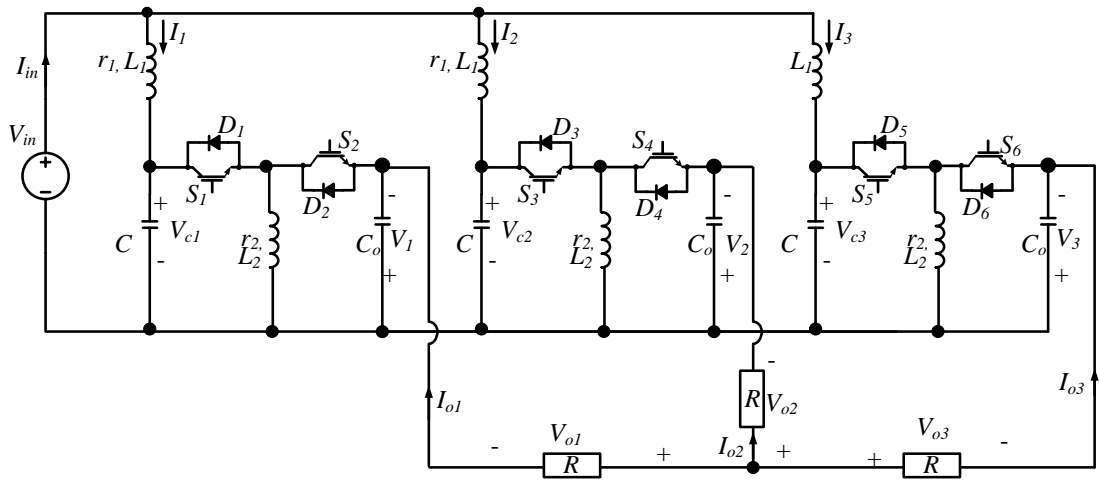 I1 I2 I3
r1, L1 r1, L1 L1
Iin
Vin
+
-
D1 S2 D3 S4 D5 S6
S1 D2 S3 D4 S5 D6
+ - + - + -
C Vc1 r2, L2 Co V1 C Vc2 r2, L2 Co V2 C Vc3 r2, L2 Co V3
- + - + - +
-
Io1 R Vo2 Io3
Vo1 Io2 Vo3
- + + + -
R R